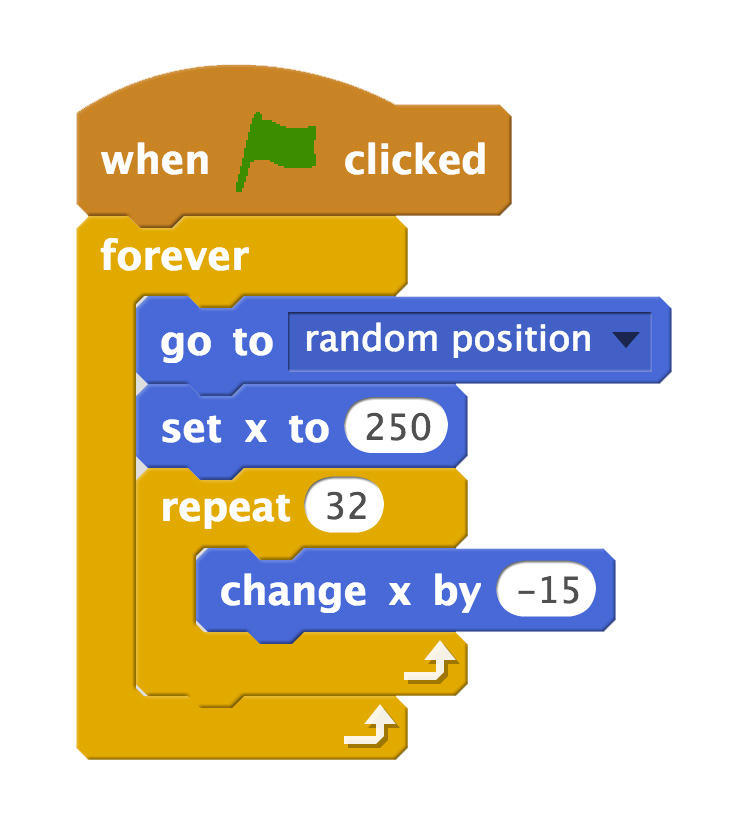 when clicked
forever
go to random position
set x to 250
repeat 32
change x by -15